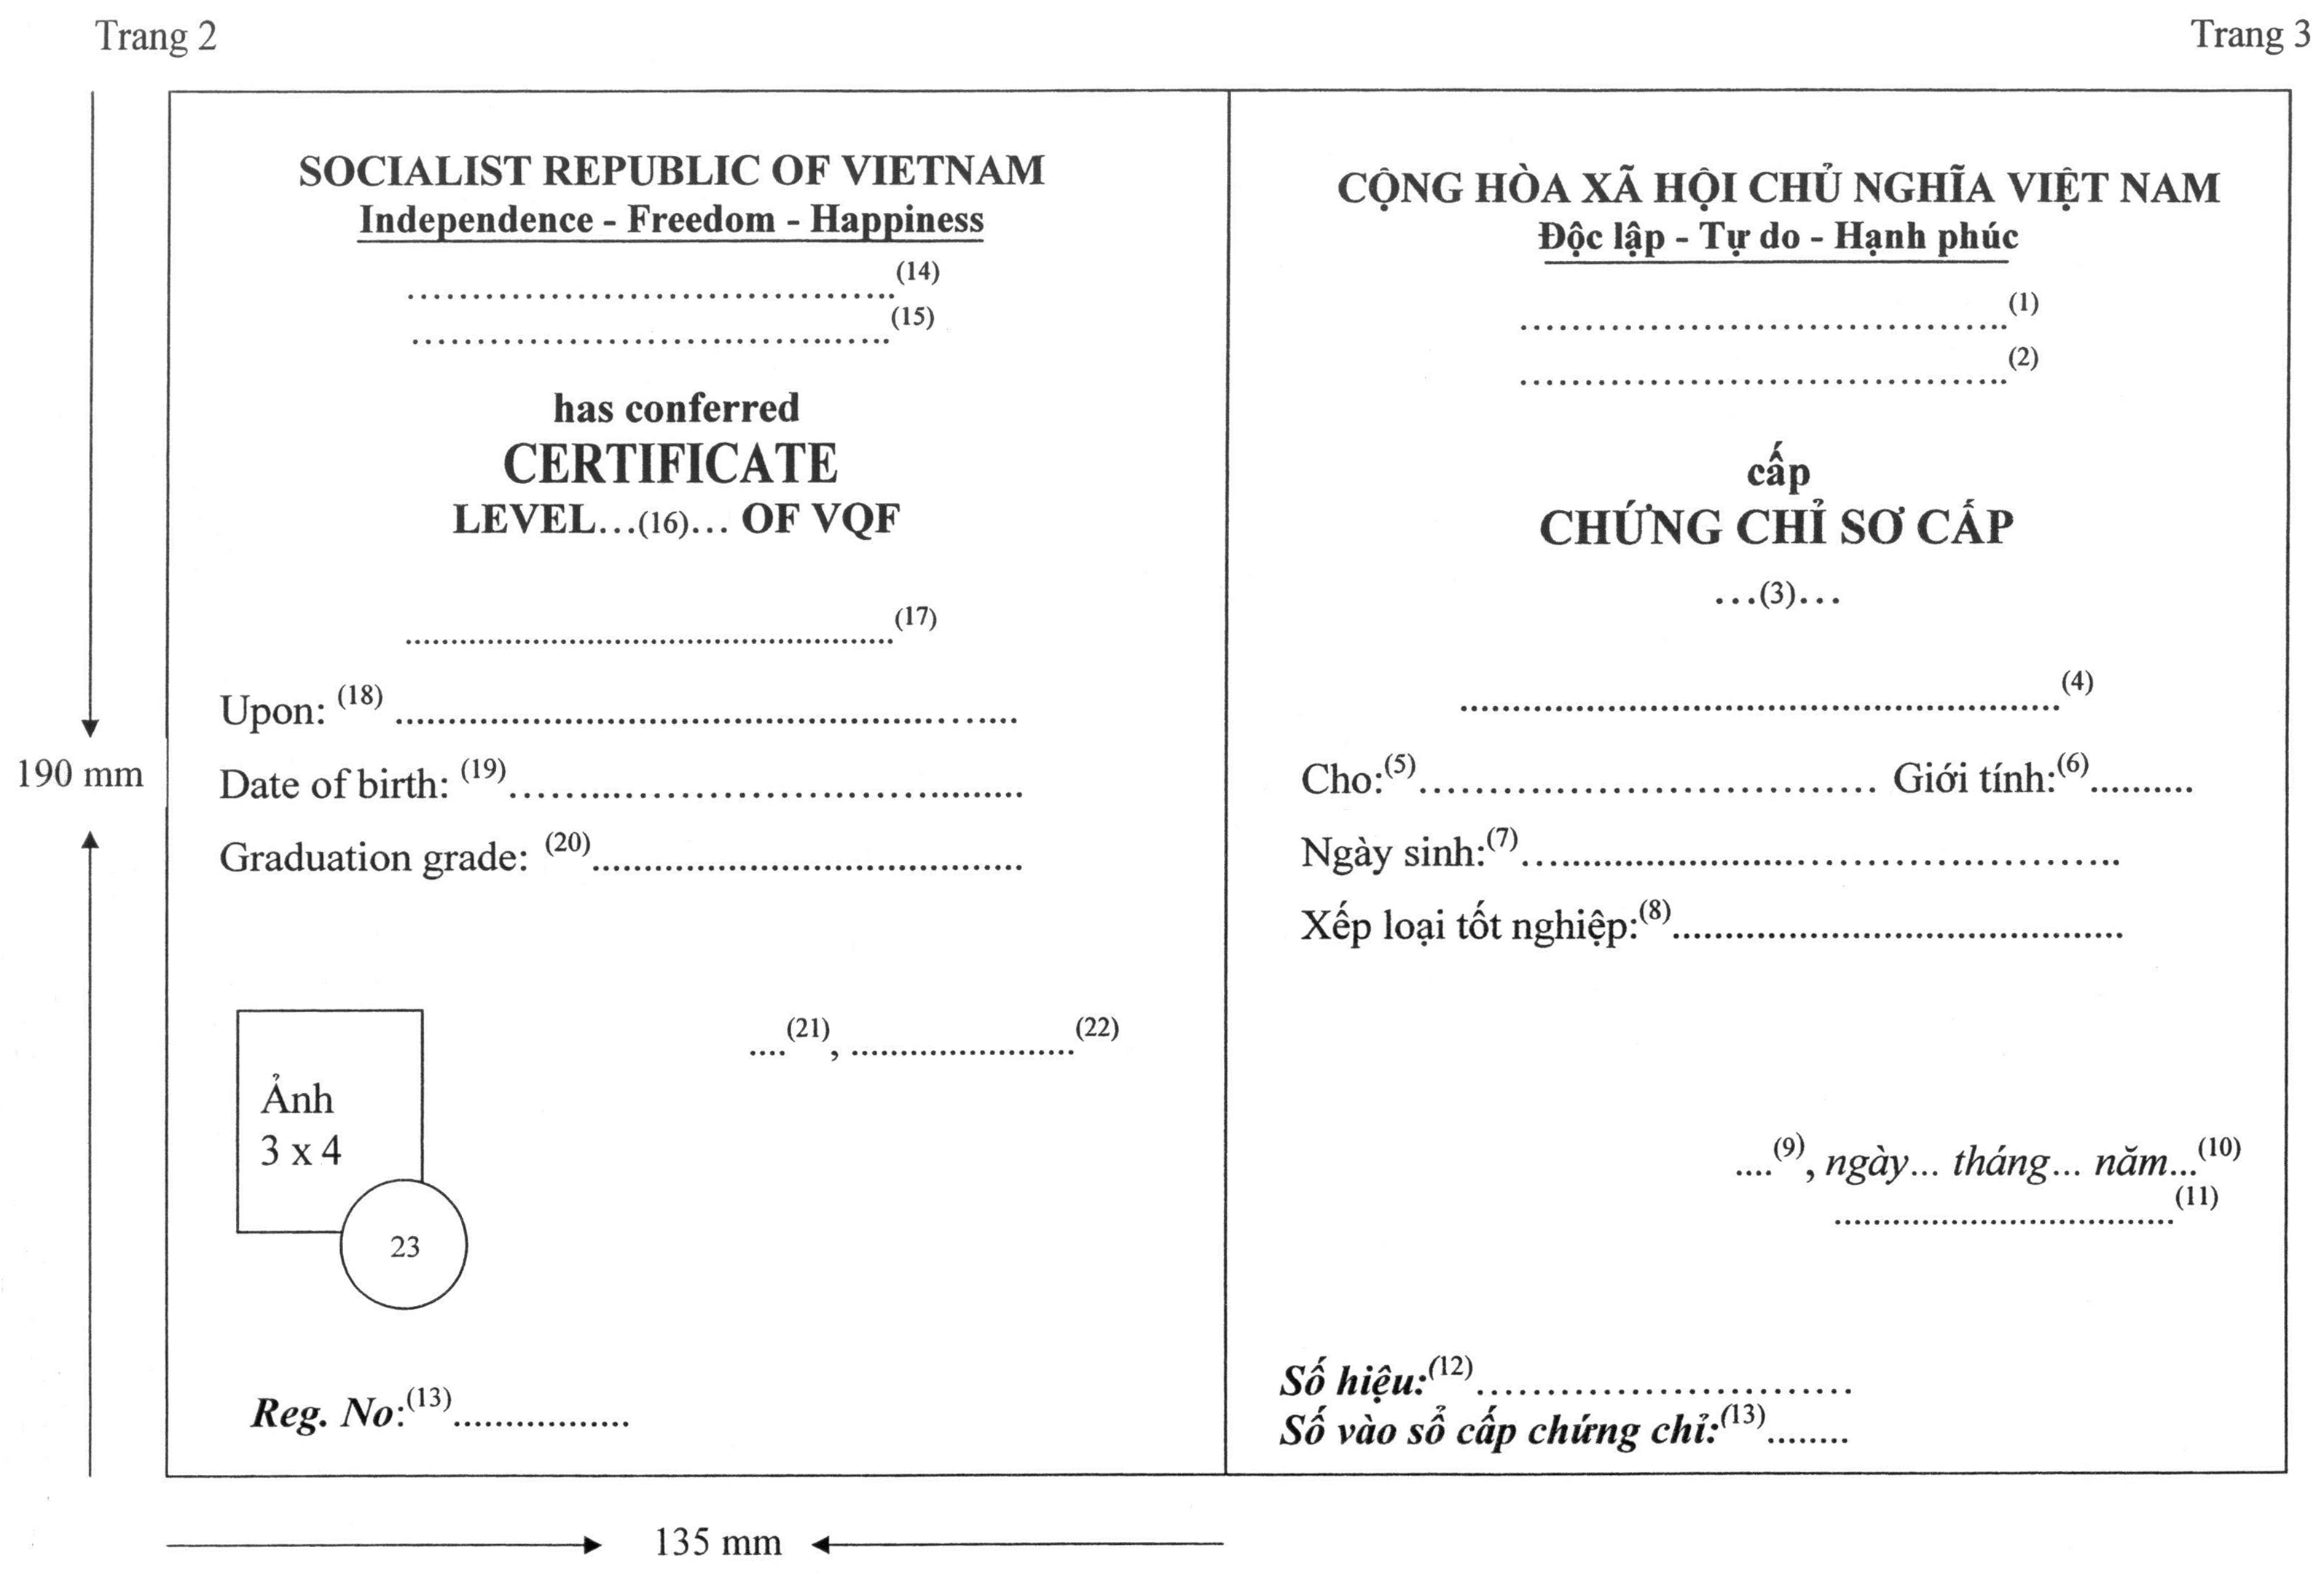 Trang 2
Trang 3
SOCIALIST REPUBLIC OF VIETNAM
Independence - Freedom - Happiness
.....................................(14)
.....................................(15)
has conferred
CERTIFICATE
LEVEL...(16)... OF VQF
.....................................(17)
Upon: (18) .....................................
Date of birth: (19).....................................
Graduation grade: (20).....................................
....(21), .......................(22)
Ảnh
3 x 4
23
Reg. No:(13).................
190 mm
135 mm
CỘNG HÒA XÃ HỘI CHỦ NGHĨA VIỆT NAM
Độc lập - Tự do - Hạnh phúc
.....................................(1)
.....................................(2)
cấp
CHỨNG CHỈ SƠ CẤP
...(3)...
.....................................(4)
Cho:(5)................................... Giới tính:(6)..........
Ngày sinh:(7).....................................
Xếp loại tốt nghiệp:(8).....................................
....(9), ngày... tháng... năm...(10)
..................................(11)
Số hiệu:(12)............................
Số vào sổ cấp chứng chỉ:(13)........